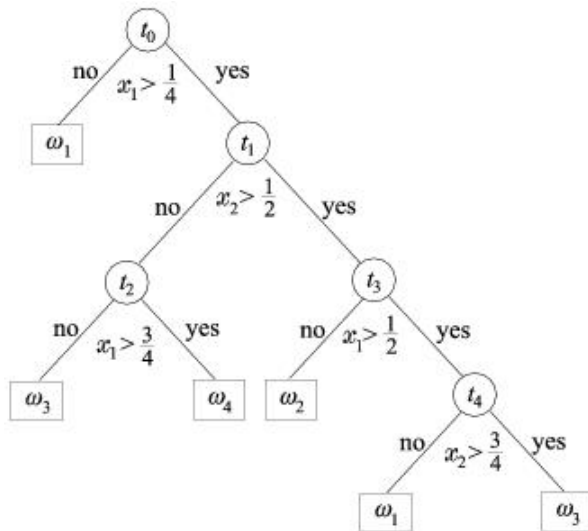 t₀
no
x₁ > 1/4
yes
ω₁
t₁
no
x₂ > 1/2
yes
t₂
t₃
no
x₁ > 3/4
yes
no
x₁ > 1/2
yes
ω₃
ω₄
ω₂
t₄
no
x₂ > 3/4
yes
ω₁
ω₃